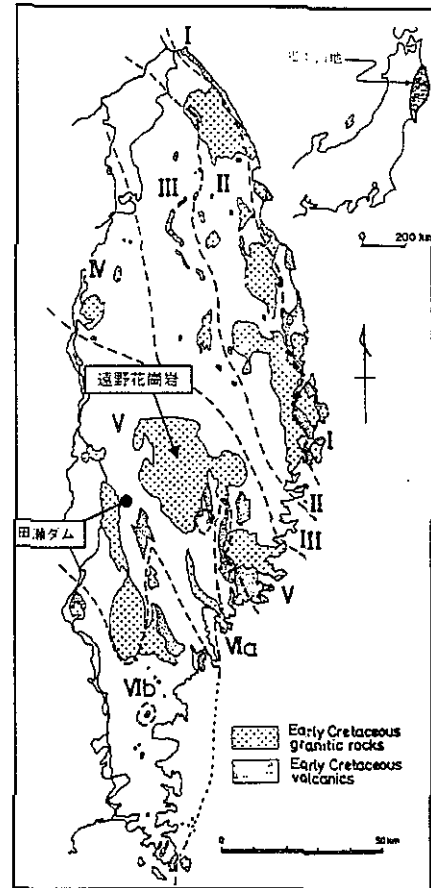 I
200 km
0
III
II
IV
遠野花崗岩
V
I
II
III
田瀬ダム
V
VIa
VIb
Early Cretaceous
granitic rocks
Early Cretaceous
volcanics
0
50 km